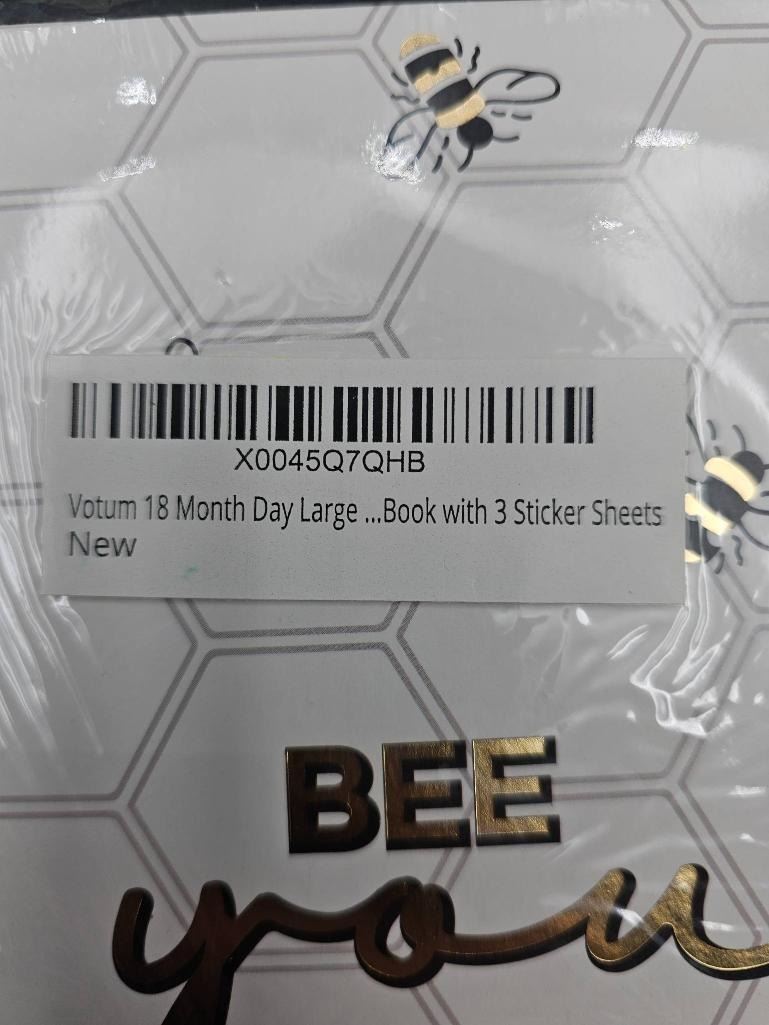 X0045Q7QHB
Votum 18 Month Day Large ...Book with 3 Sticker Sheets
New
BEE
you